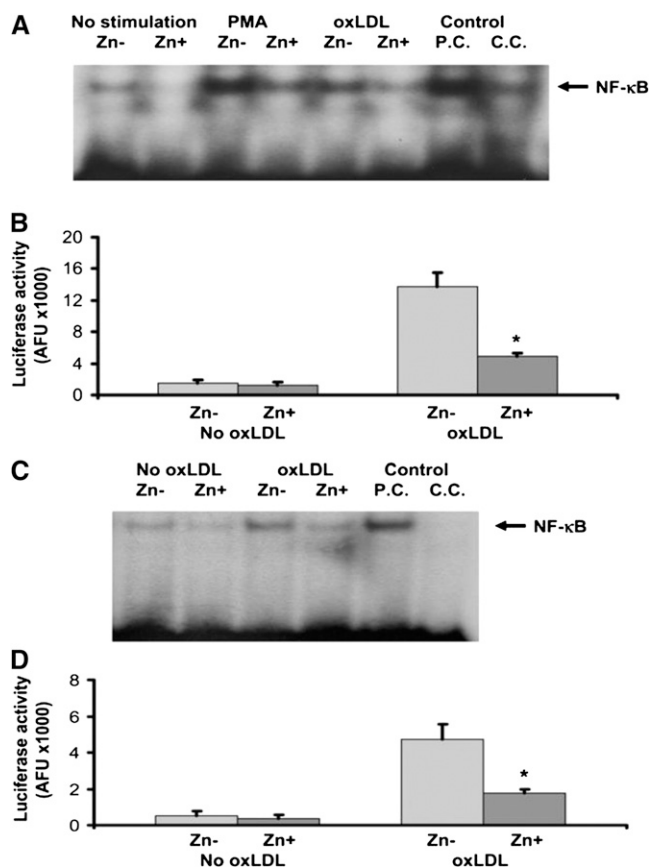 A
No stimulation PMA oxLDL Control
Zn- Zn+ Zn- Zn+ Zn- Zn+ P.C. C.C.
NF-κB
B
Luciferase activity
(AFU x1000)
20
16
12
8
4
0
*
Zn- Zn+ Zn- Zn+
No oxLDL oxLDL
C
No oxLDL oxLDL Control
Zn- Zn+ Zn- Zn+ P.C. C.C.
NF-κB
D
Luciferase activity
(AFU x1000)
8
6
4
2
0
*
Zn- Zn+ Zn- Zn+
No oxLDL oxLDL